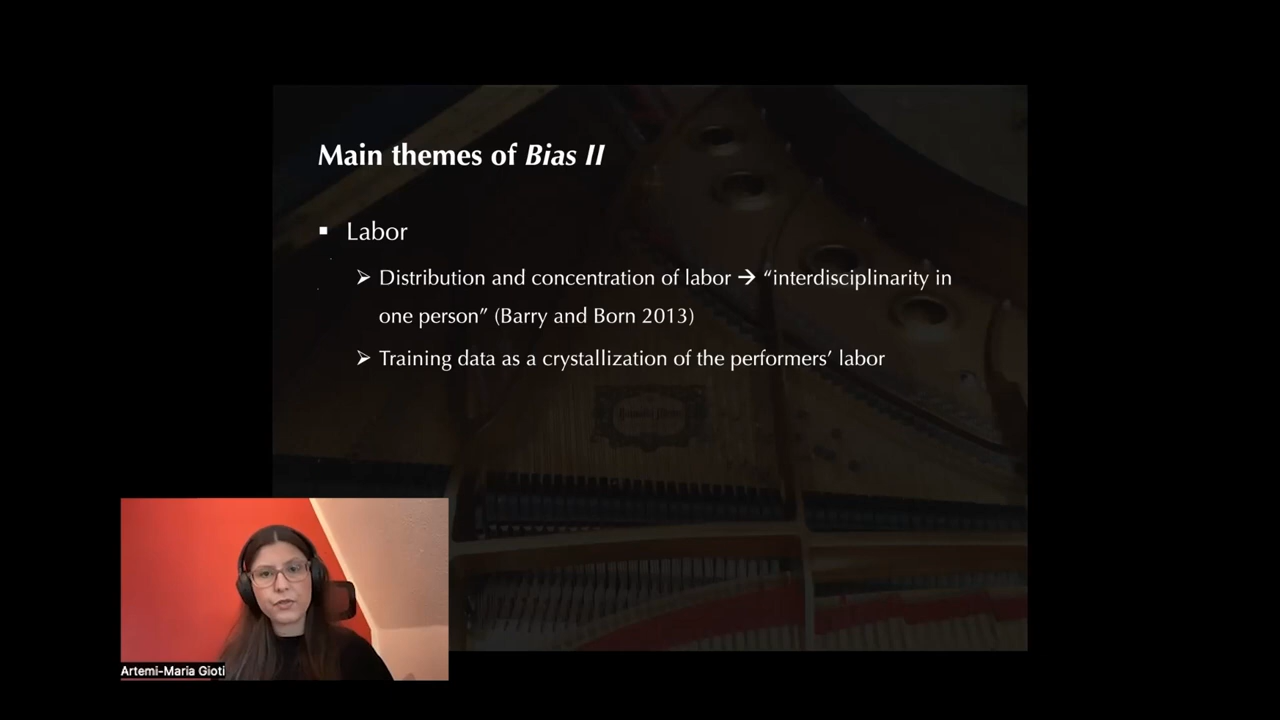 Main themes of Bias II
▪ Labor
➢ Distribution and concentration of labor → “interdisciplinarity in
one person” (Barry and Born 2013)
➢ Training data as a crystallization of the performers’ labor
Artemi-Maria Gioti